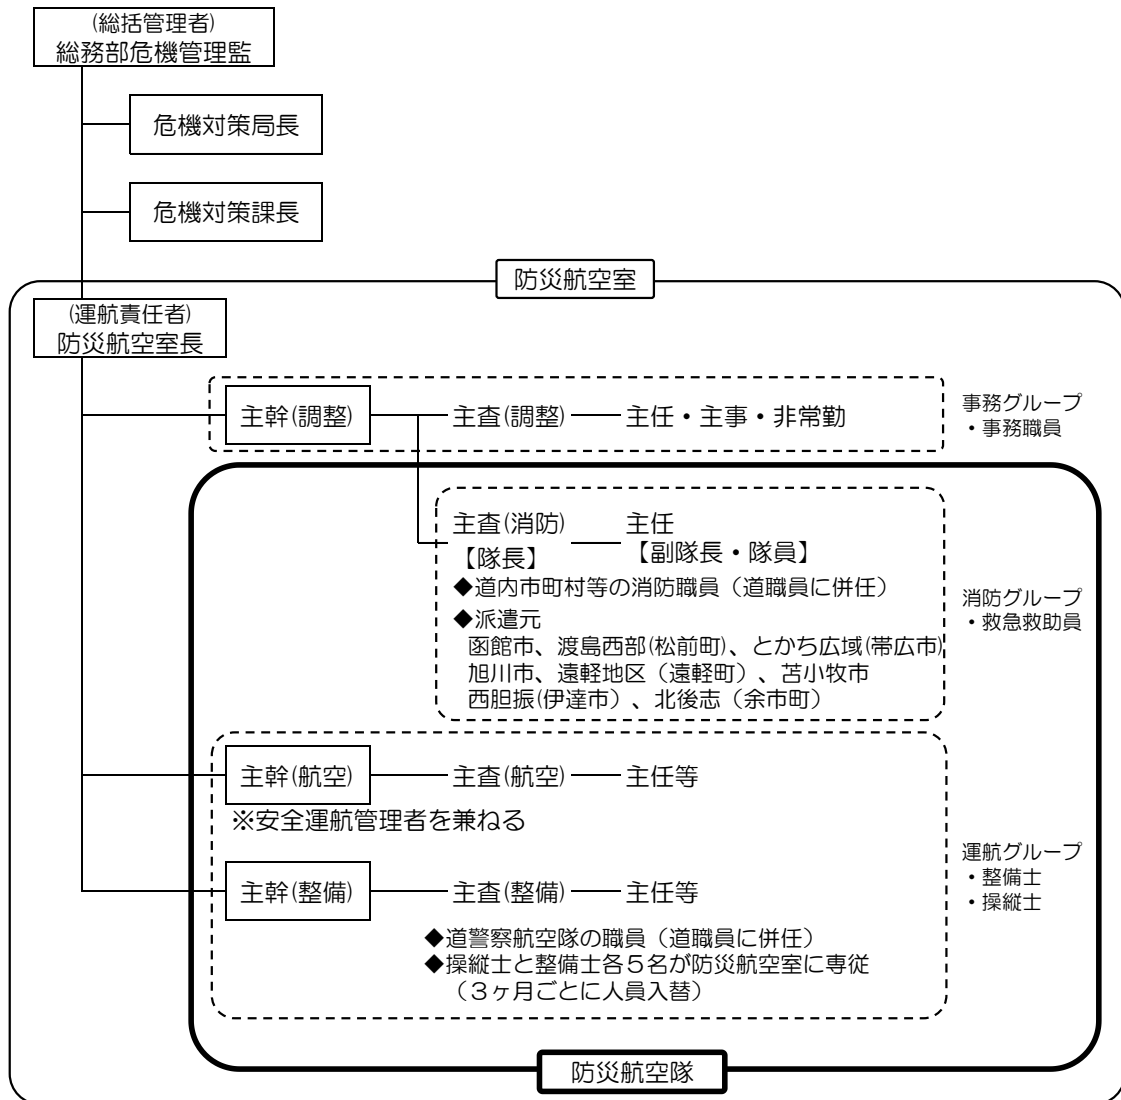 (総括管理者)
総務部危機管理監
危機対策局長
危機対策課長
防災航空室
(運航責任者)
防災航空室長
主幹(調整) 主査(調整) 主任・主事・非常勤
事務グループ
・事務職員
主査(消防) 主任
【隊長】 【副隊長・隊員】
◆道内市町村等の消防職員（道職員に併任）
◆派遣元
函館市、渡島西部(松前町)、とかち広域(帯広市)
旭川市、遠軽地区（遠軽町）、苫小牧市
西胆振(伊達市）、北後志（余市町）
消防グループ
・救急救助員
主幹(航空) 主査(航空) 主任等
※安全運航管理者を兼ねる
主幹(整備) 主査(整備) 主任等
◆道警察航空隊の職員（道職員に併任）
◆操縦士と整備士各５名が防災航空室に専従
（３ヶ月ごとに人員入替）
運航グループ
・整備士
・操縦士
防災航空隊